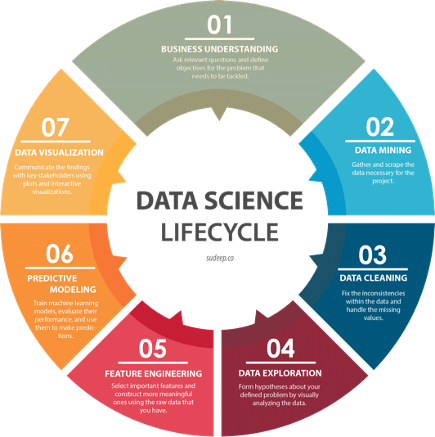 01
BUSINESS UNDERSTANDING
Ask relevant questions and define
objectives for the problem that
needs to be tackled.
02
DATA MINING
Gather and scrape the
data necessary for the
project.
03
DATA CLEANING
Fix the inconsistencies
within the data and
handle the missing
values.
04
DATA EXPLORATION
Form hypotheses about your
defined problem by visually
analyzing the data.
05
FEATURE ENGINEERING
Select important features and
construct more meaningful
ones using the raw data that
you have.
06
PREDICTIVE
MODELING
Train machine learning
models, evaluate their
performance, and use
them to make predic-
tions.
07
DATA VISUALIZATION
Communicate the findings
with key stakeholders using
plots and interactive
visualizations.
DATA SCIENCE
LIFECYCLE
sudeep.co